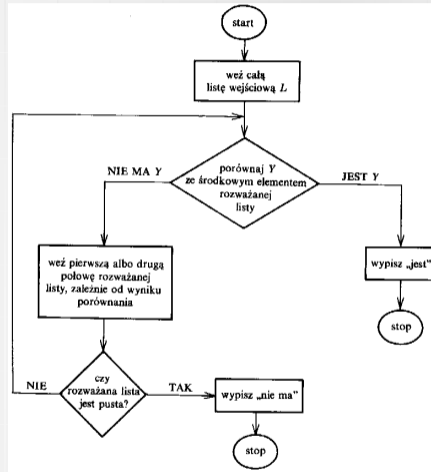 start
weź całą
listę wejściową L
porównaj Y
ze środkowym elementem
rozważanej
listy
NIE MA Y
JEST Y
weź pierwszą albo drugą
połowę rozważanej
listy, zależnie od wyniku
porównania
wypisz „jest"
stop
czy
rozważana lista
jest pusta?
NIE
TAK
wypisz „nie ma"
stop